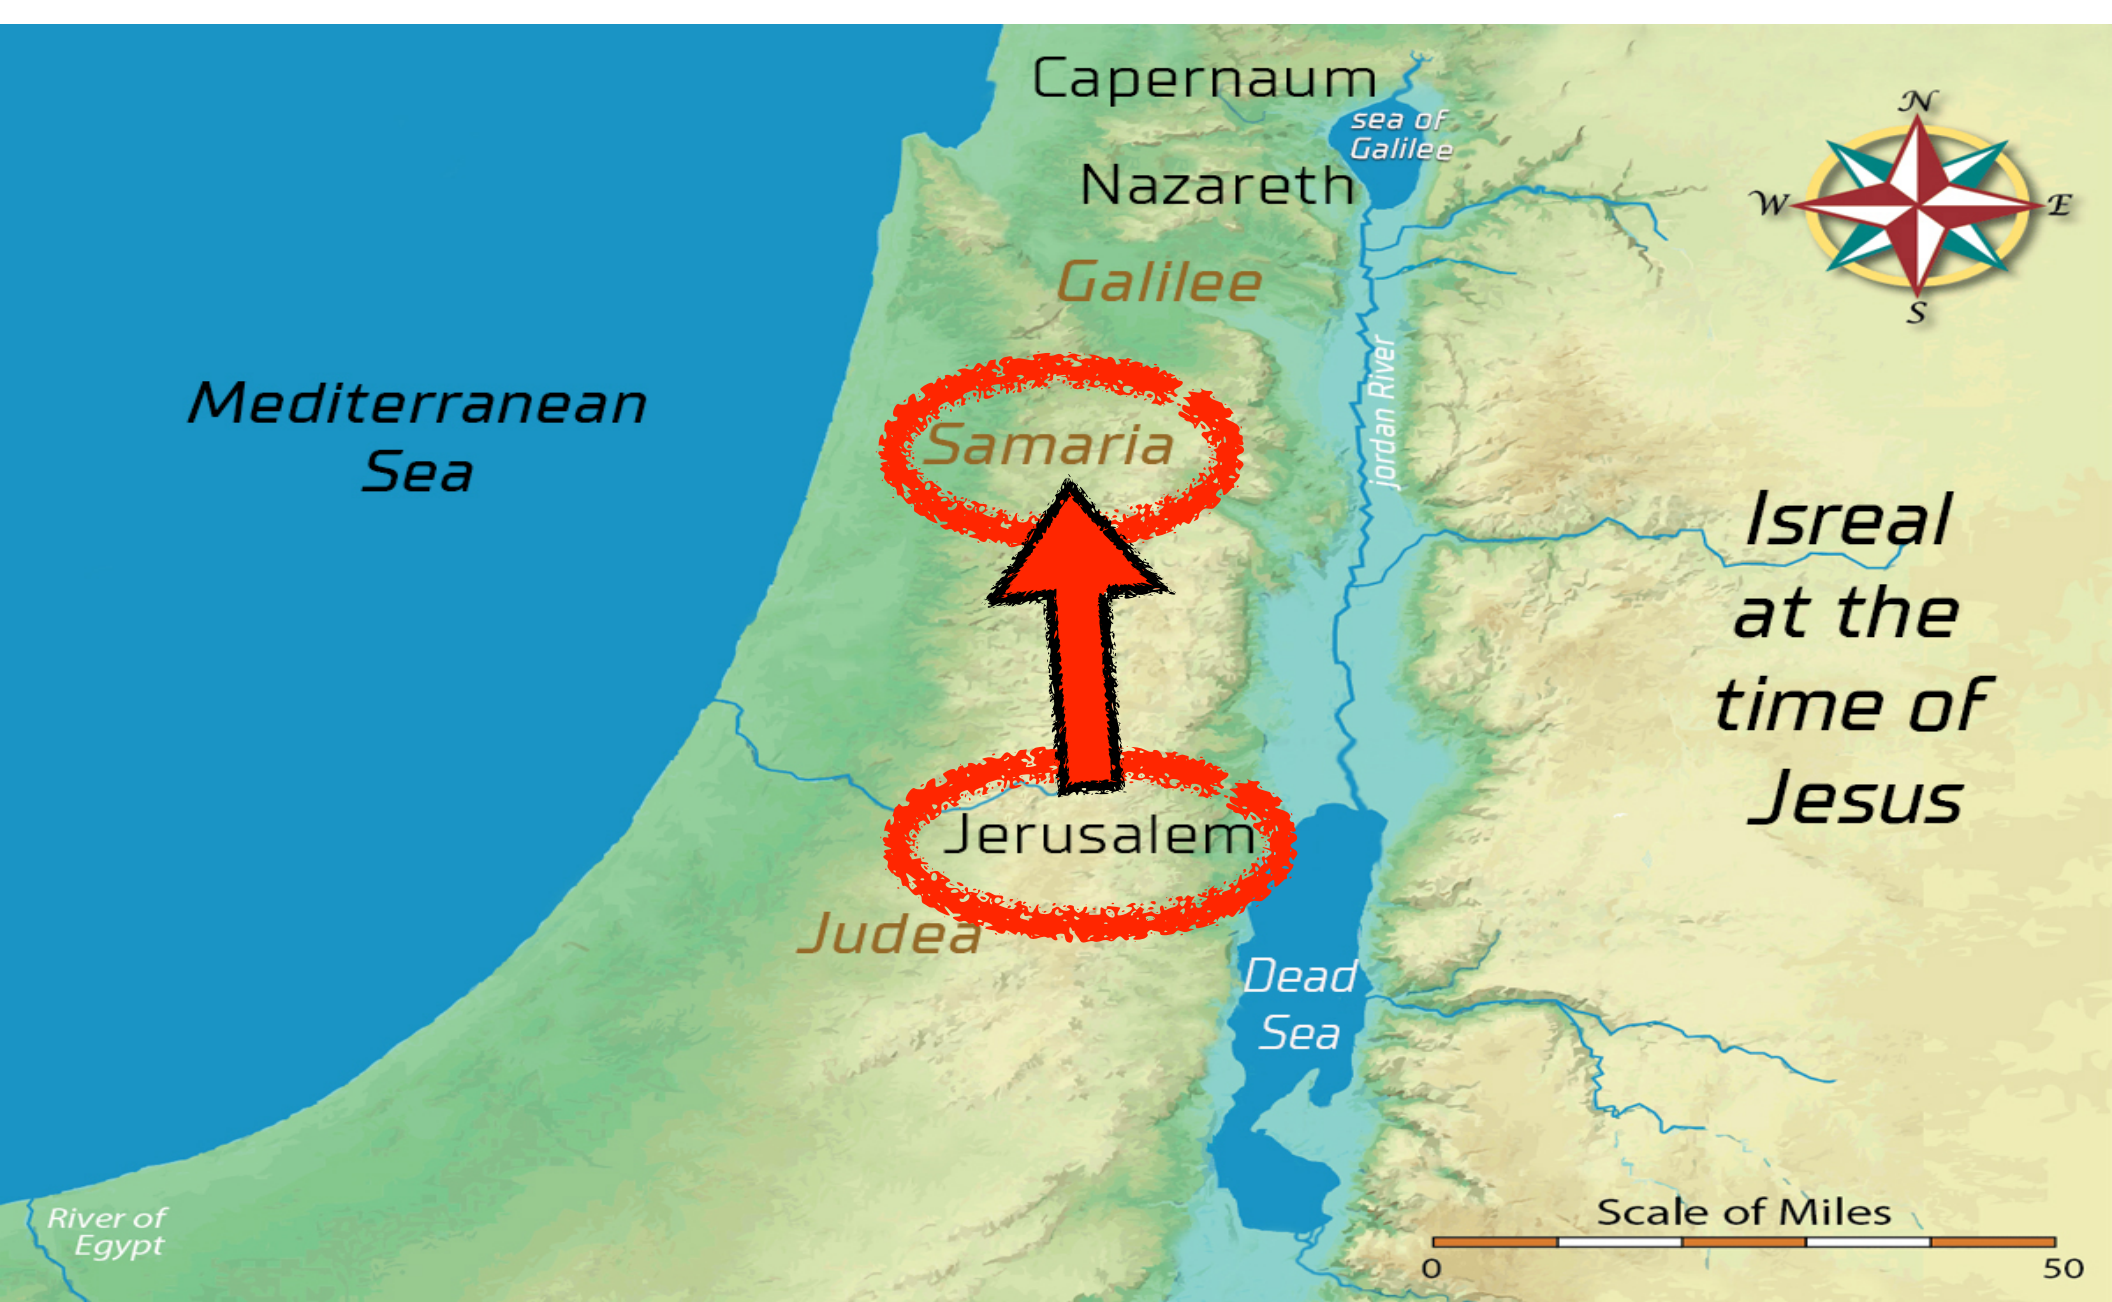 Capernaum
sea of
Galilee
Nazareth
Galilee
N
W
E
S
Mediterranean
Sea
Samaria
jordan River
Isreal
at the
time of
Jesus
Jerusalem
Judea
Dead
Sea
River of
Egypt
Scale of Miles
0 50